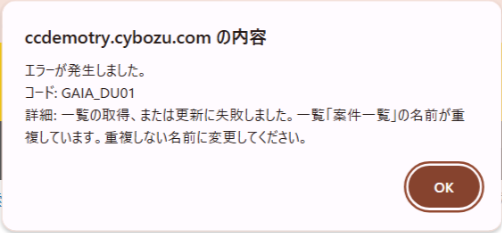 ccdemotry.cybozu.com の内容
エラーが発生しました。
コード: GAIA_DU01
詳細: 一覧の取得、または更新に失敗しました。一覧「案件一覧」の名前が重
複しています。重複しない名前に変更してください。
OK